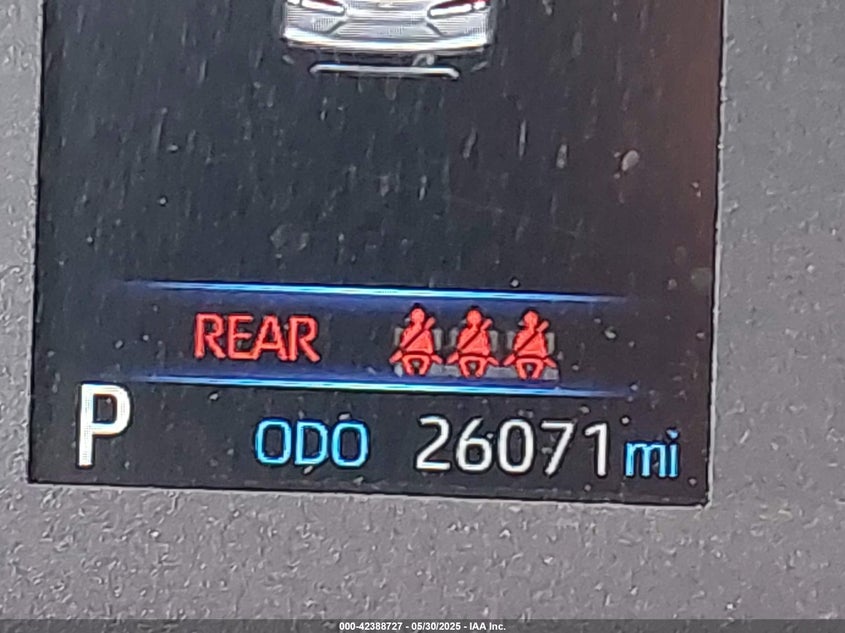 REAR
P ODO 26071 mi
000-42388727 - 05/30/2025 - IAA Inc.